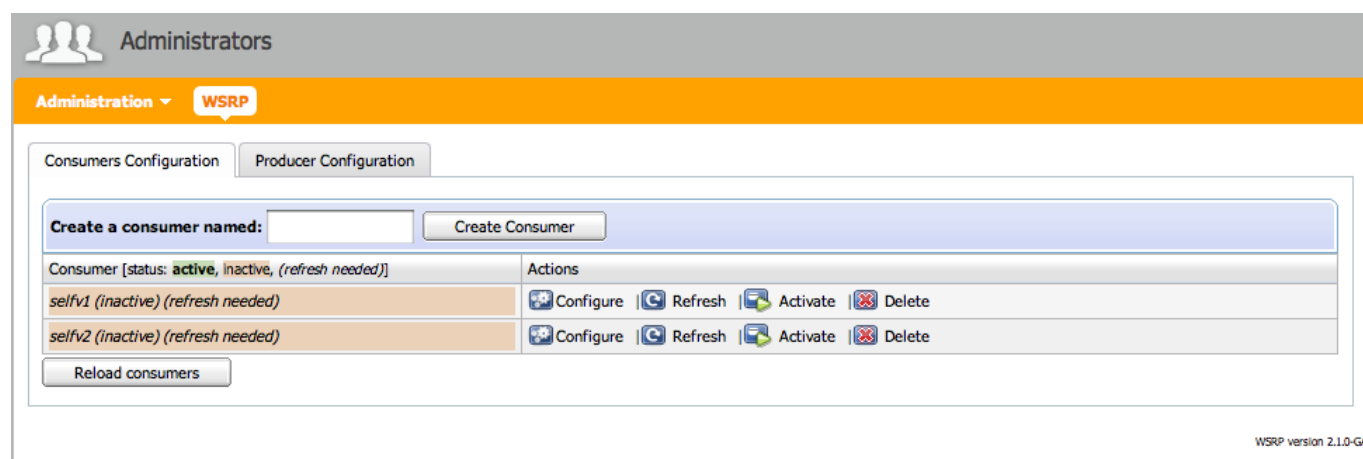 Administrators
Administration WSRP
Consumers Configuration Producer Configuration
Create a consumer named: Create Consumer
Consumer [status: active, inactive, (refresh needed)] Actions
selfv1 (inactive) (refresh needed) Configure | Refresh | Activate | Delete
selfv2 (inactive) (refresh needed) Configure | Refresh | Activate | Delete
Reload consumers
WSRP version 2.1.0-GA